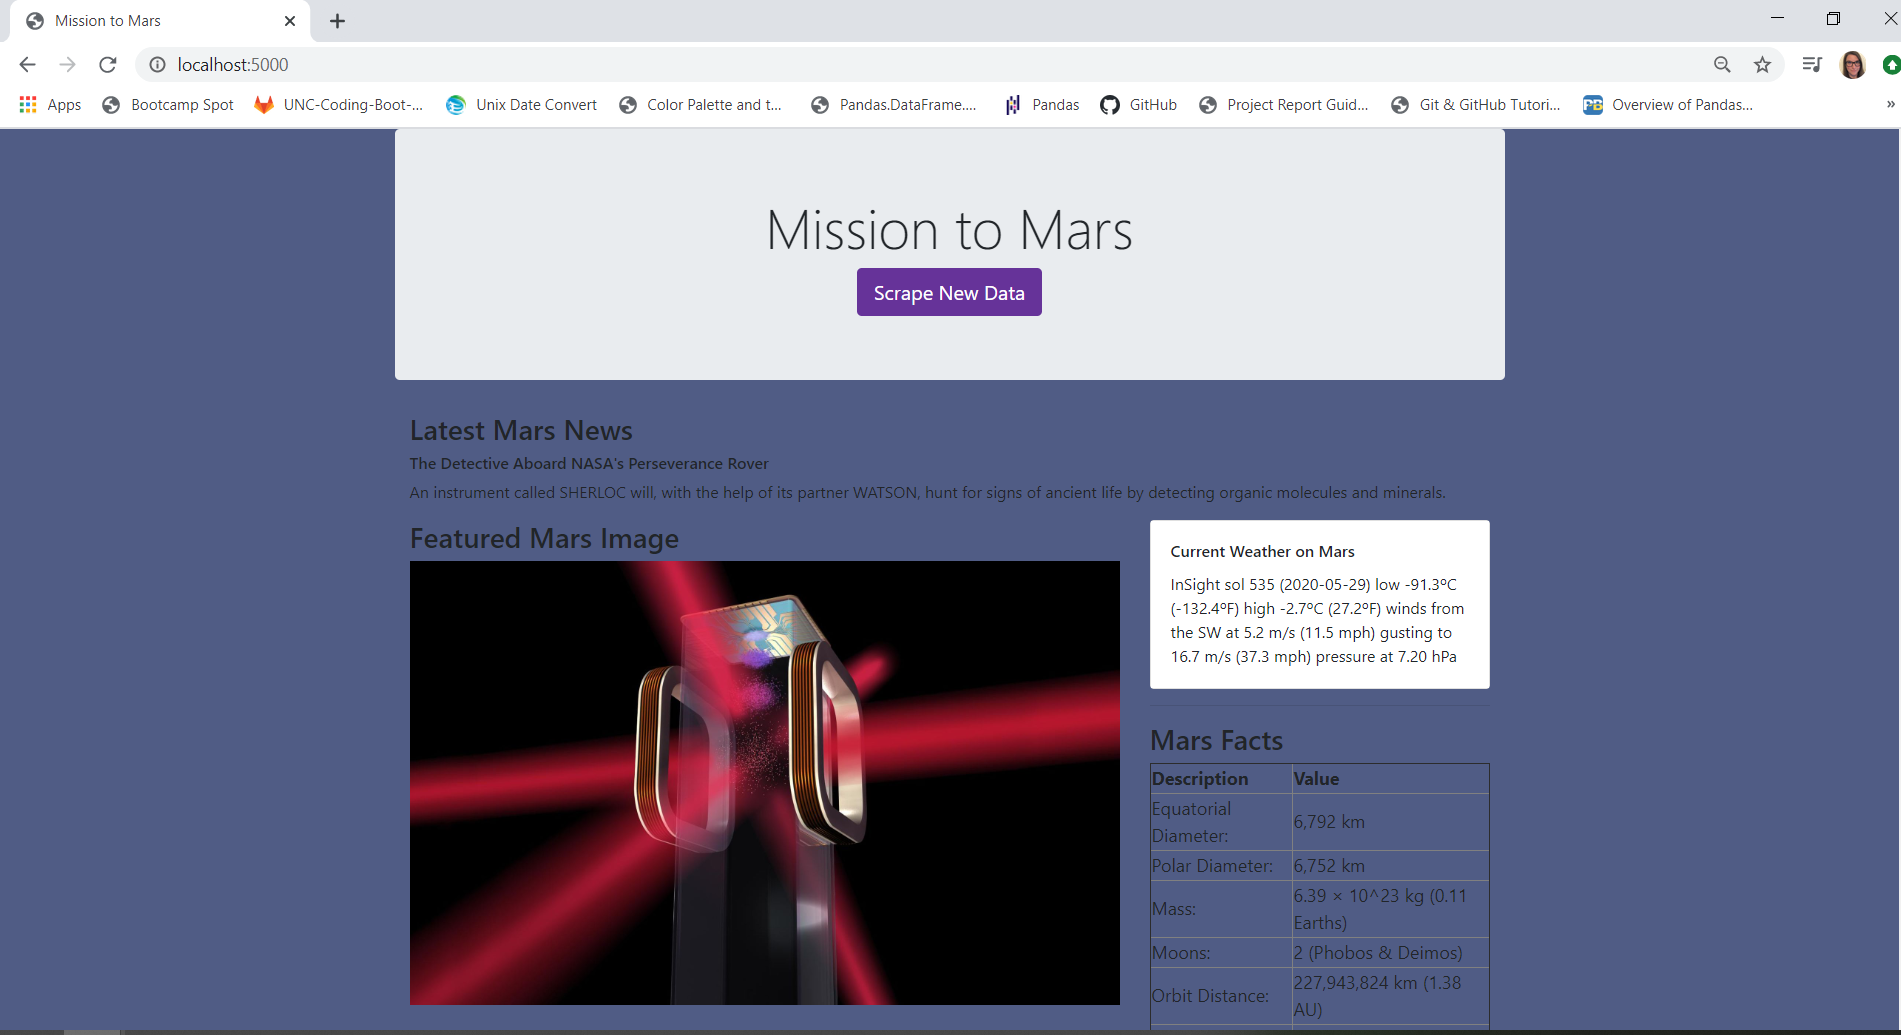 Mission to Mars
localhost:5000
Apps
Bootcamp Spot
UNC-Coding-Boot-...
Unix Date Convert
Color Palette and t...
Pandas.DataFrame....
Pandas
GitHub
Project Report Guid...
Git & GitHub Tutori...
PB
Overview of Pandas...
»
Mission to Mars
Scrape New Data
Latest Mars News
The Detective Aboard NASA's Perseverance Rover
An instrument called SHERLOC will, with the help of its partner WATSON, hunt for signs of ancient life by detecting organic molecules and minerals.
Featured Mars Image
Current Weather on Mars
InSight sol 535 (2020-05-29) low -91.3ºC
(-132.4ºF) high -2.7ºC (27.2ºF) winds from
the SW at 5.2 m/s (11.5 mph) gusting to
16.7 m/s (37.3 mph) pressure at 7.20 hPa
Mars Facts
Description Value
Equatorial
Diameter: 6,792 km
Polar Diameter: 6,752 km
Mass: 6.39 × 10^23 kg (0.11
Earths)
Moons: 2 (Phobos & Deimos)
Orbit Distance: 227,943,824 km (1.38
AU)